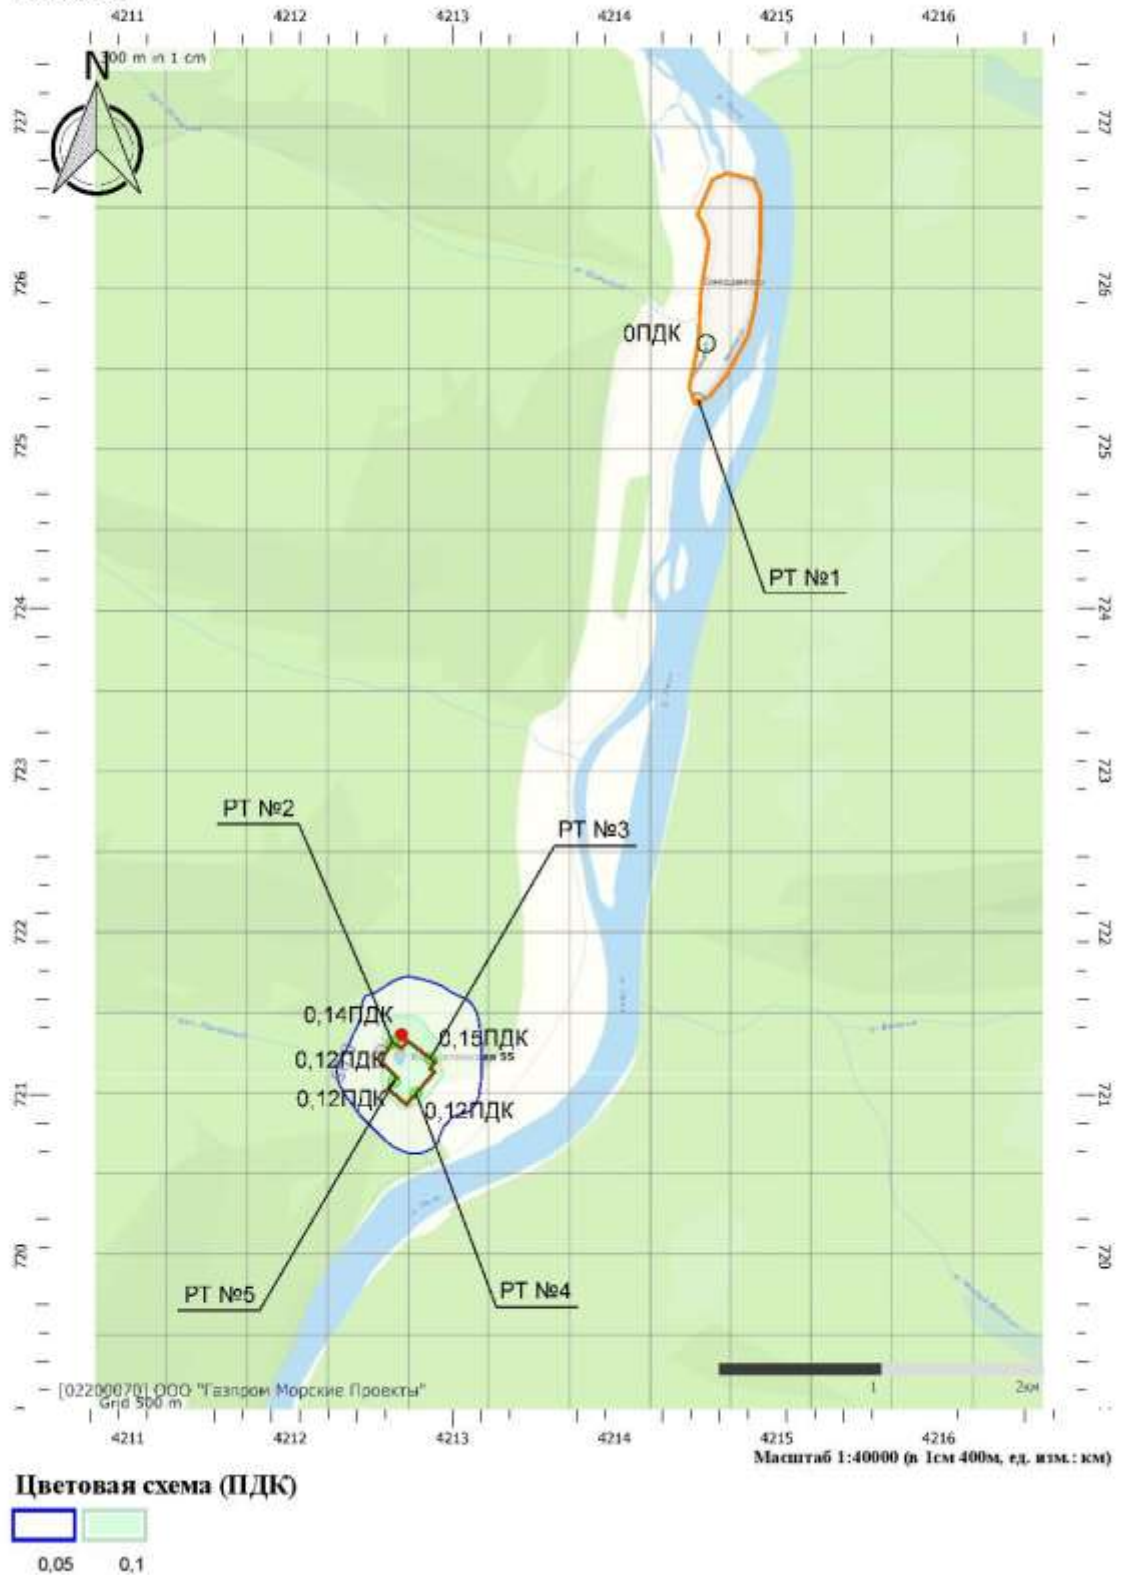 4211 4212 4213 4214 4215 4216
300 m in 1 cm
N
727 727
726 726
0ПДК
725 725
РТ №1
724 724
723 723
РТ №2
РТ №3
722 722
0,14ПДК
0,15ПДК
0,12ПДК
55
0,12ПДК
0,12ПДК
721 721
720 720
РТ №5
РТ №4
[02200070] ООО "Газпром Морские Проекты"
Grid 500 m
1 2км
4211 4212 4213 4214 4215 4216
Масштаб 1:40000 (в 1см 400м, ед. изм.: км)
Цветовая схема (ПДК)
0,05 0,1